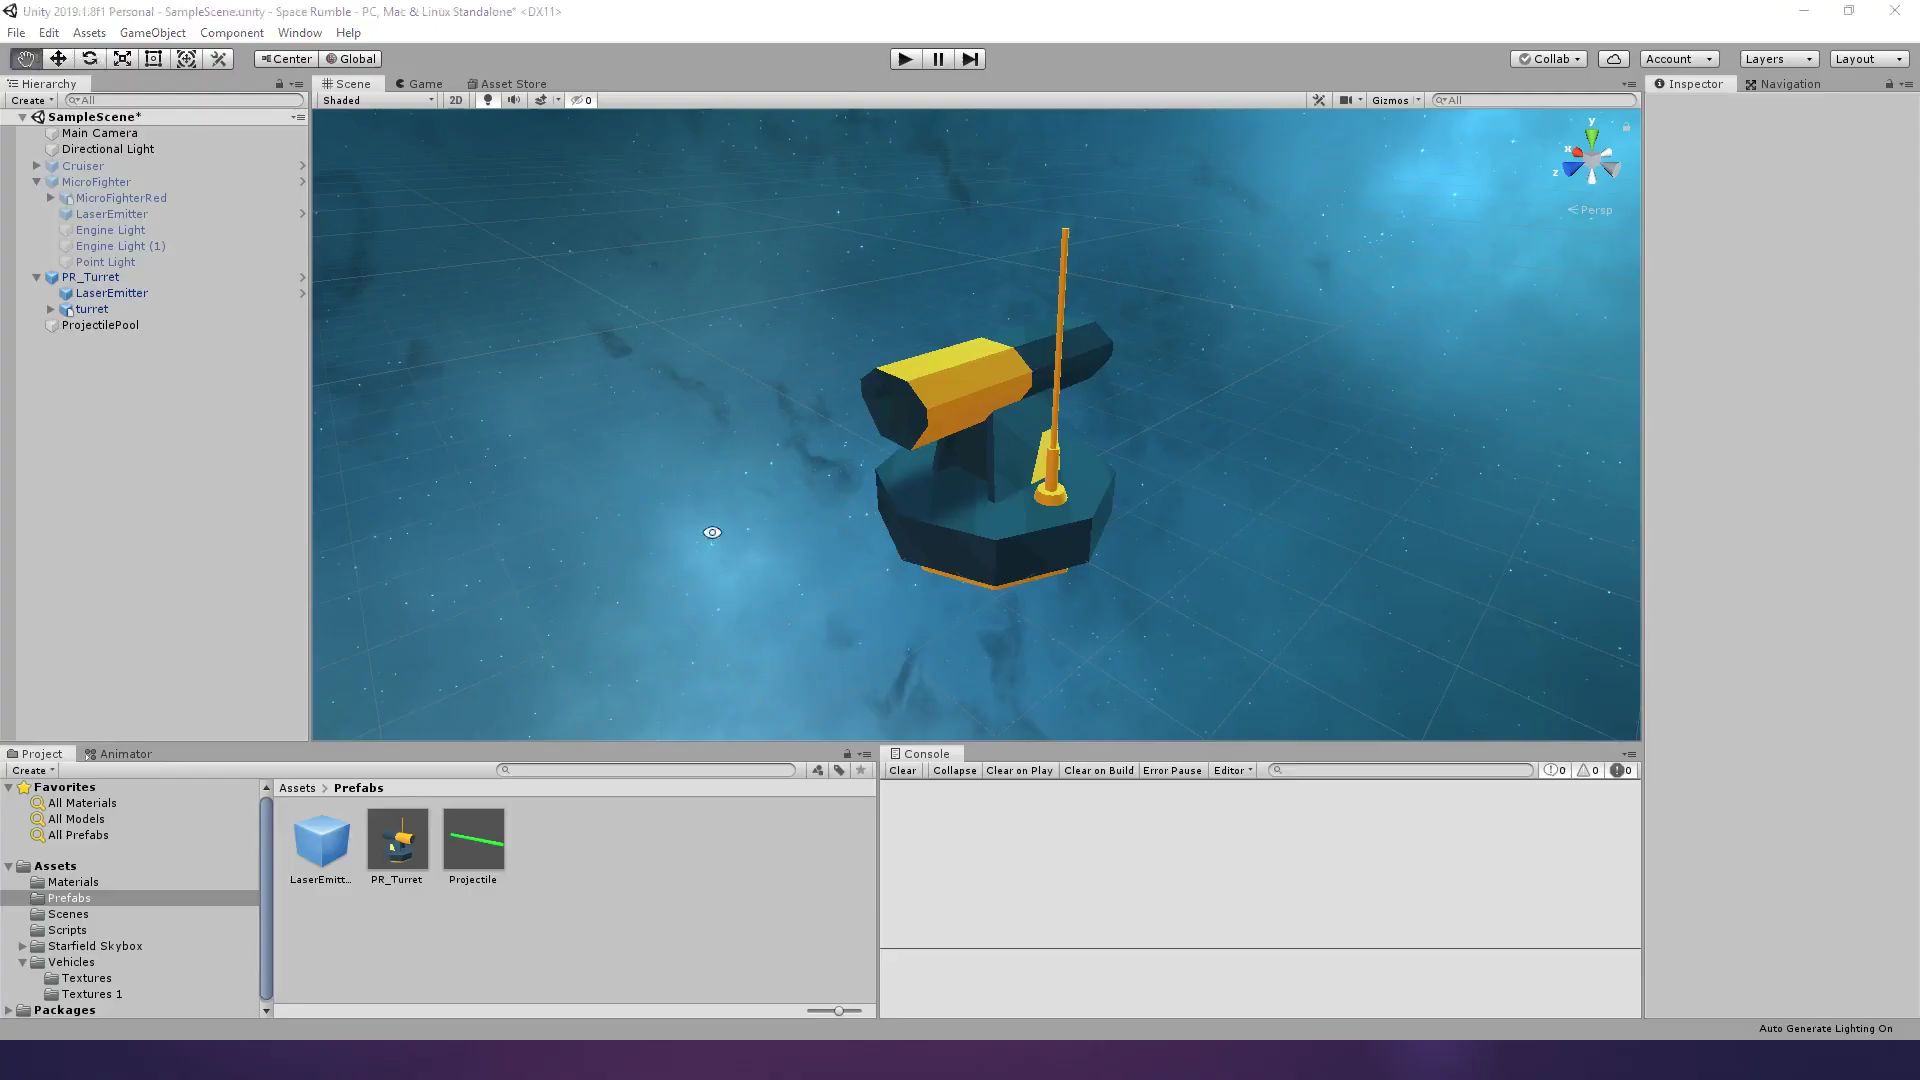 Unity 2019.1.8f1 Personal - SampleScene.unity - Space Rumble - PC, Mac & Linux Standalone* <DX11>
File Edit Assets GameObject Component Window Help
Center Global Collab Account Layers Layout
Hierarchy Scene Game Asset Store Inspector Navigation
Create All Shaded 2D 0 Gizmos All
SampleScene*
Main Camera
Directional Light
Cruiser
MicroFighter
MicroFighterRed
LaserEmitter
Engine Light
Engine Light (1)
Point Light
PR_Turret
LaserEmitter
turret
ProjectilePool
y
x
z
Persp
Project Animator Console
Create Clear Collapse Clear on Play Clear on Build Error Pause Editor 0 0 0
Favorites
All Materials
All Models
All Prefabs
Assets
Materials
Prefabs
Scenes
Scripts
Starfield Skybox
Vehicles
Textures
Textures 1
Packages
Assets > Prefabs
LaserEmitt... PR_Turret Projectile
Auto Generate Lighting On